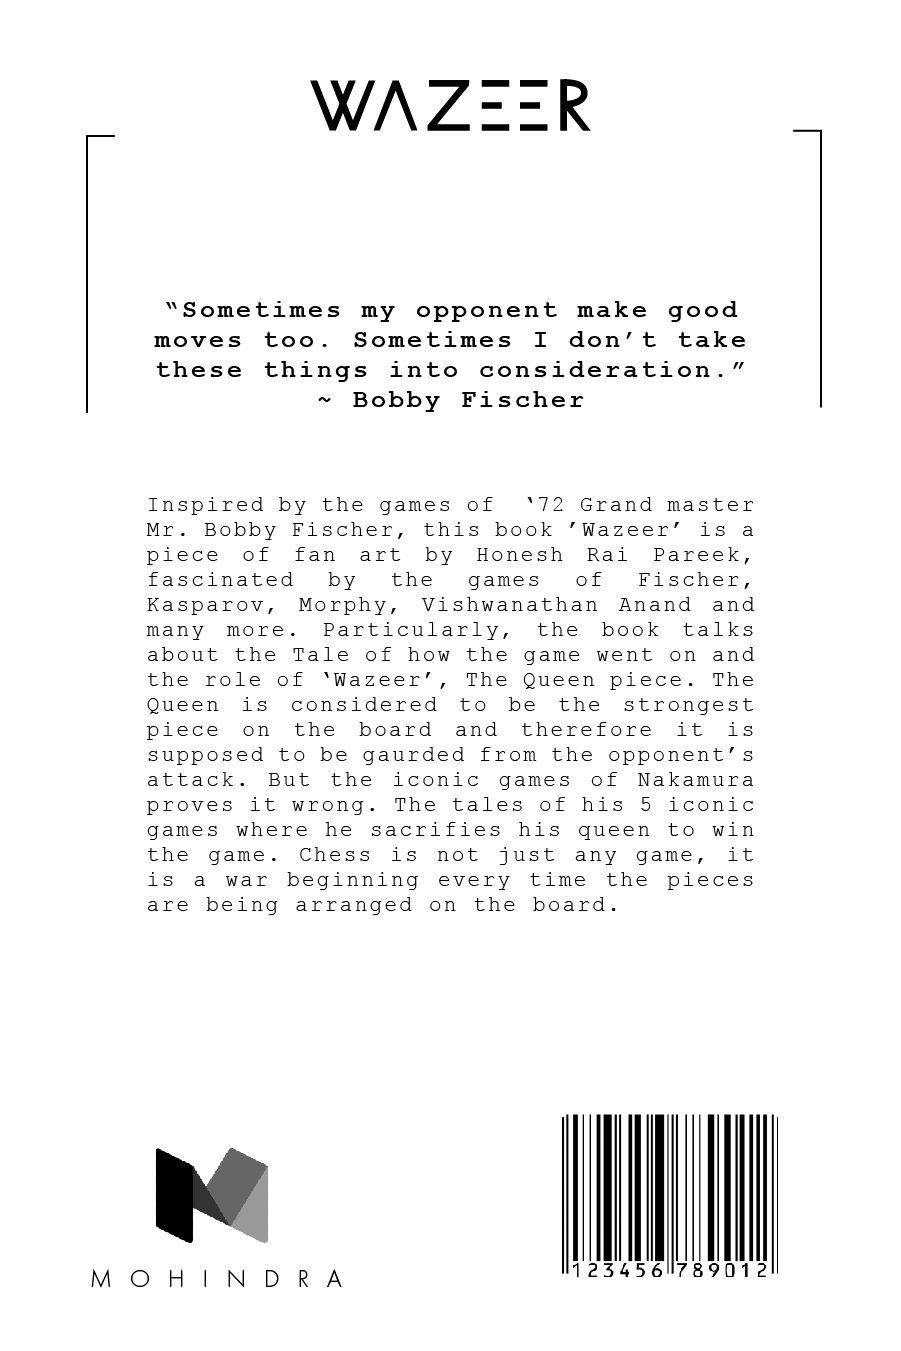 WAZEER
“Sometimes my opponent make good
moves too. Sometimes I don’t take
these things into consideration.”
~ Bobby Fischer
Inspired by the games of ‘72 Grand master
Mr. Bobby Fischer, this book ’Wazeer’ is a
piece of fan art by Honesh Rai Pareek,
fascinated by the games of Fischer,
Kasparov, Morphy, Vishwanathan Anand and
many more. Particularly, the book talks
about the Tale of how the game went on and
the role of ‘Wazeer’, The Queen piece. The
Queen is considered to be the strongest
piece on the board and therefore it is
supposed to be gaurded from the opponent’s
attack. But the iconic games of Nakamura
proves it wrong. The tales of his 5 iconic
games where he sacrifies his queen to win
the game. Chess is not just any game, it
is a war beginning every time the pieces
are being arranged on the board.
MOHINDRA
123456 789012